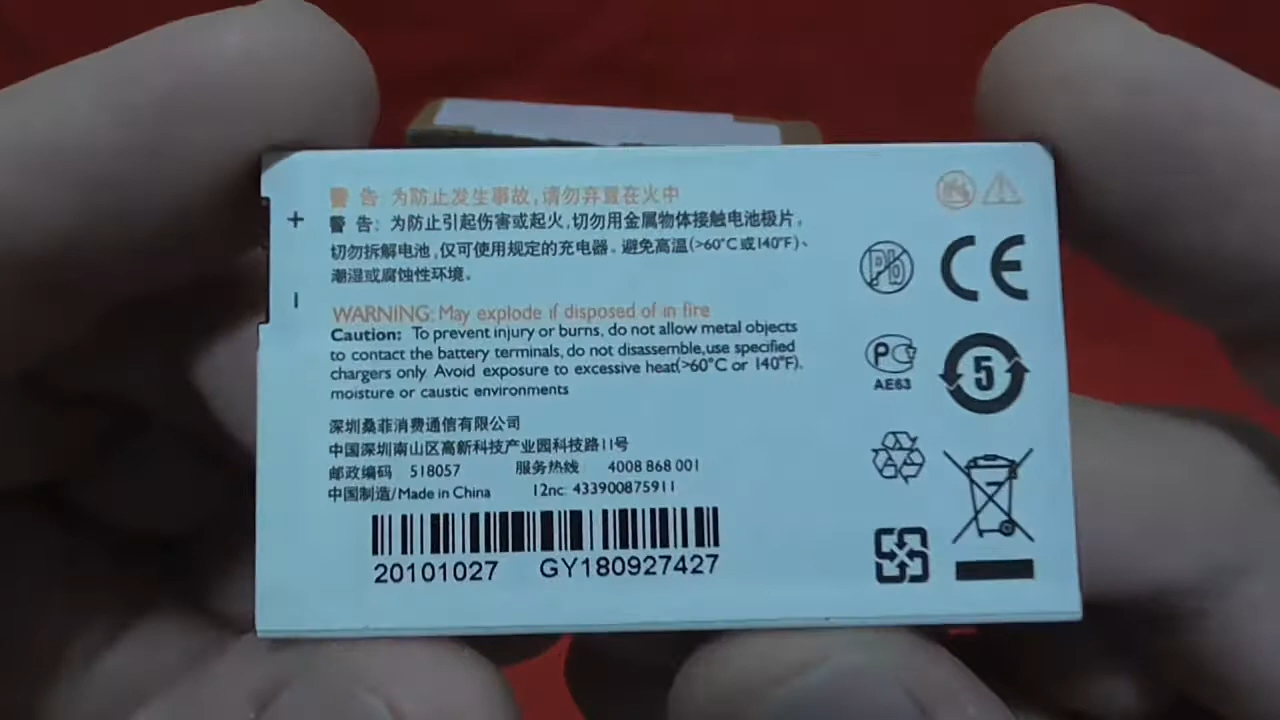 警 告: 为防止发生事故,请勿弃置在火中
警 告: 为防止引起伤害或起火,切勿用金属物体接触电池极片,
切勿拆解电池,仅可使用规定的充电器。避免高温(>60°C或140°F)、
潮湿或腐蚀性环境。
WARNING: May explode if disposed of in fire
Caution: To prevent injury or burns, do not allow metal objects
to contact the battery terminals, do not disassemble,use specified
chargers only. Avoid exposure to excessive heat(>60°C or 140°F),
moisture or caustic environments
深圳桑菲消费通信有限公司
中国深圳南山区高新科技产业园科技路11号
邮政编码 518057 服务热线 4008 868 001
中国制造/Made in China 12nc: 433900875911
20101027 GY180927427
+
-
Pb
CE
PC
AE63
5